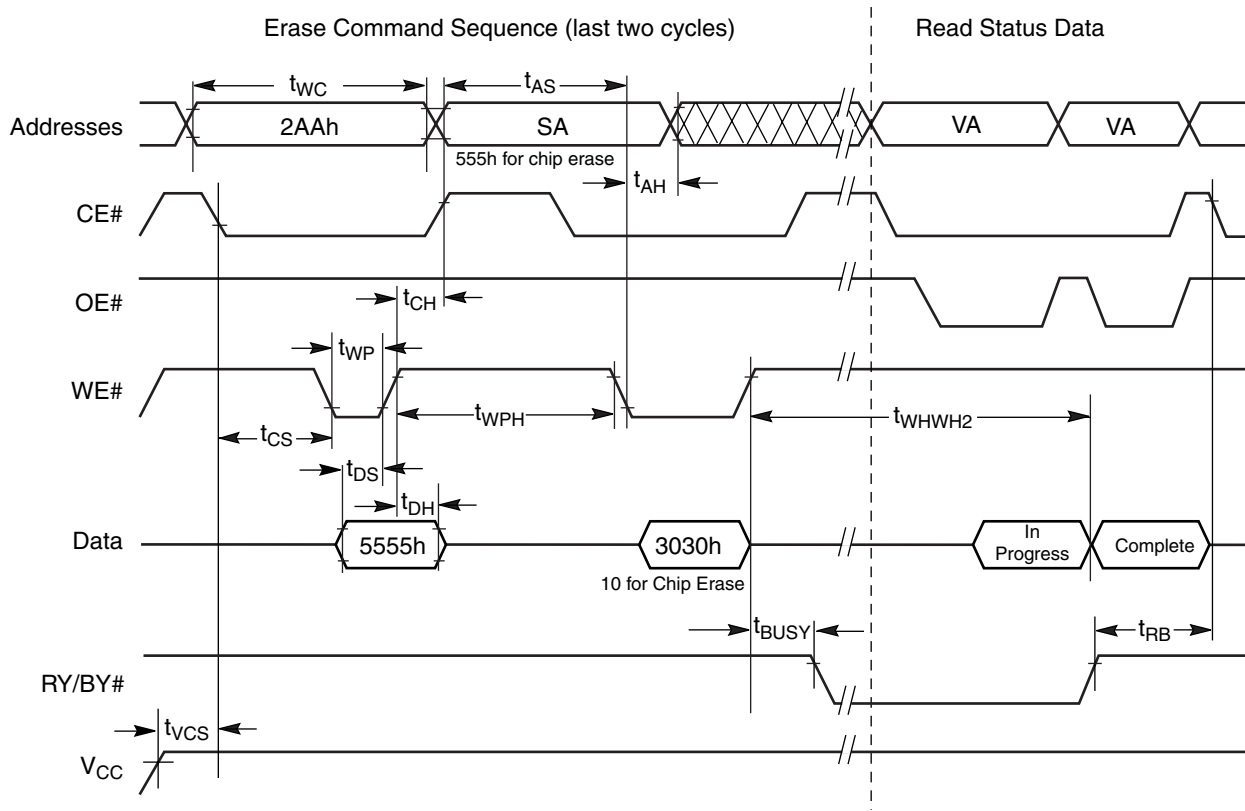 Erase Command Sequence (last two cycles)
Read Status Data
tWC
tAS
Addresses
2AAh
SA
VA
VA
555h for chip erase
tAH
CE#
OE#
tCH
tWP
WE#
tWPH
tWHWH2
tCS
tDS
tDH
Data
5555h
3030h
In
Progress
Complete
10 for Chip Erase
tBUSY
tRB
RY/BY#
tVCS
VCC